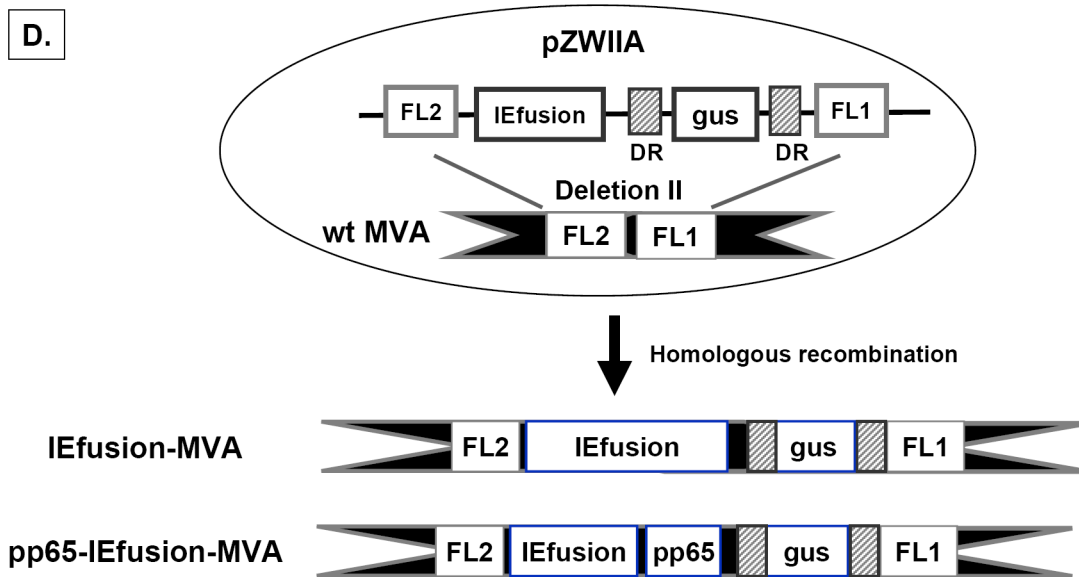 D.
pZWIIA
FL2 IEfusion gus FL1
DR DR
Deletion II
wt MVA FL2 FL1
Homologous recombination
IEfusion-MVA FL2 IEfusion gus FL1
pp65-IEfusion-MVA FL2 IEfusion pp65 gus FL1